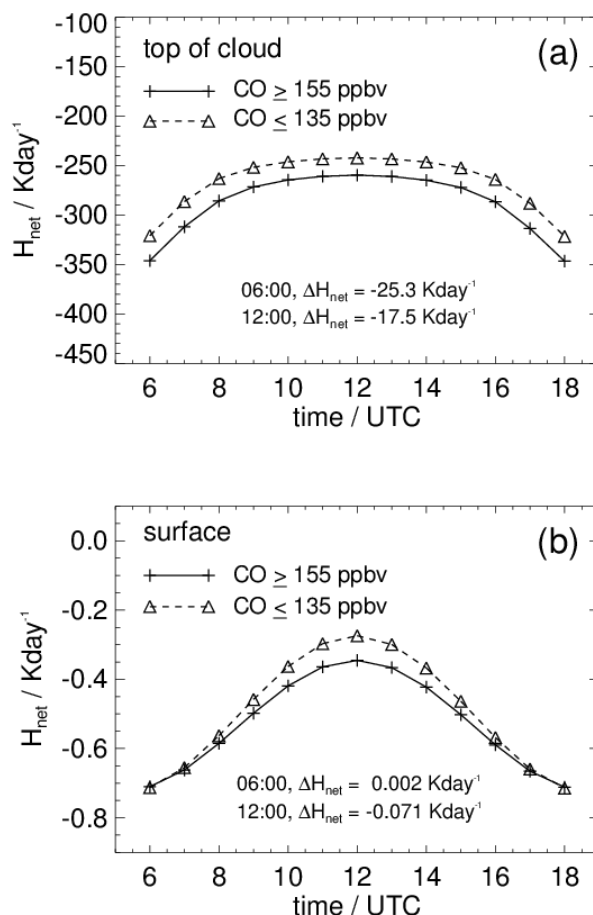 -100
-150
-200
-250
-300
-350
-400
-450
H_net / Kday⁻¹
top of cloud
(a)
CO ≥ 155 ppbv
CO ≤ 135 ppbv
06:00, ΔH_net = -25.3 Kday⁻¹
12:00, ΔH_net = -17.5 Kday⁻¹
6 8 10 12 14 16 18
time / UTC
0.0
-0.2
-0.4
-0.6
-0.8
H_net / Kday⁻¹
surface
(b)
CO ≥ 155 ppbv
CO ≤ 135 ppbv
06:00, ΔH_net = 0.002 Kday⁻¹
12:00, ΔH_net = -0.071 Kday⁻¹
6 8 10 12 14 16 18
time / UTC